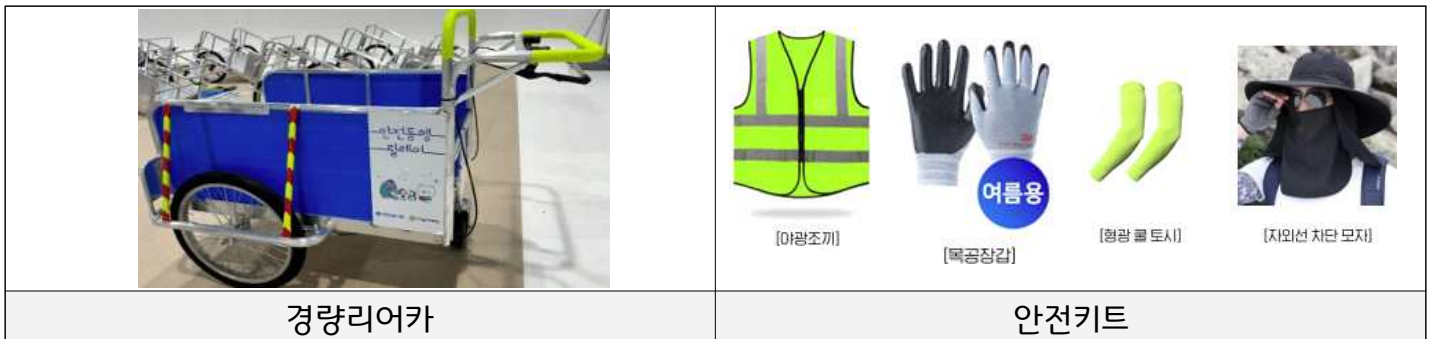 안전동행
릴레이
3M
여름용
[야광조끼]
[목공장갑]
[형광 쿨 토시]
[자외선 차단 모자]
경량리어카
안전키트